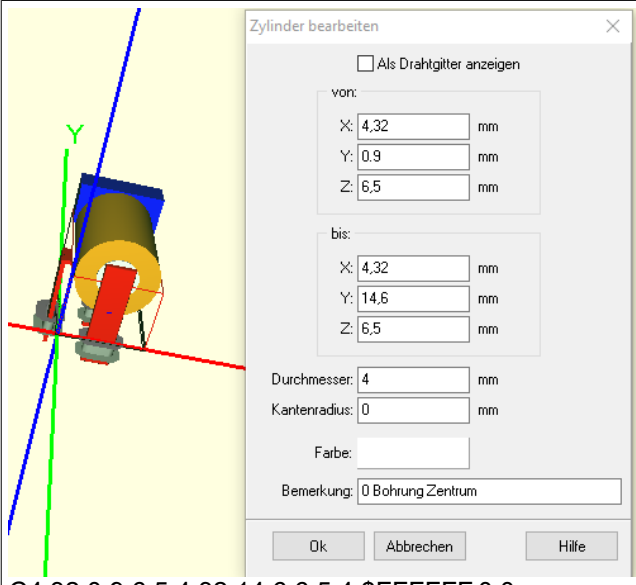 Zylinder bearbeiten
Als Drahtgitter anzeigen
von:
X: 4,32 mm
Y: 0.9 mm
Z: 6,5 mm
bis:
X: 4,32 mm
Y: 14,6 mm
Z: 6,5 mm
Durchmesser: 4 mm
Kantenradius: 0 mm
Farbe:
Bemerkung: 0 Bohrung Zentrum
Ok Abbrechen Hilfe
Y